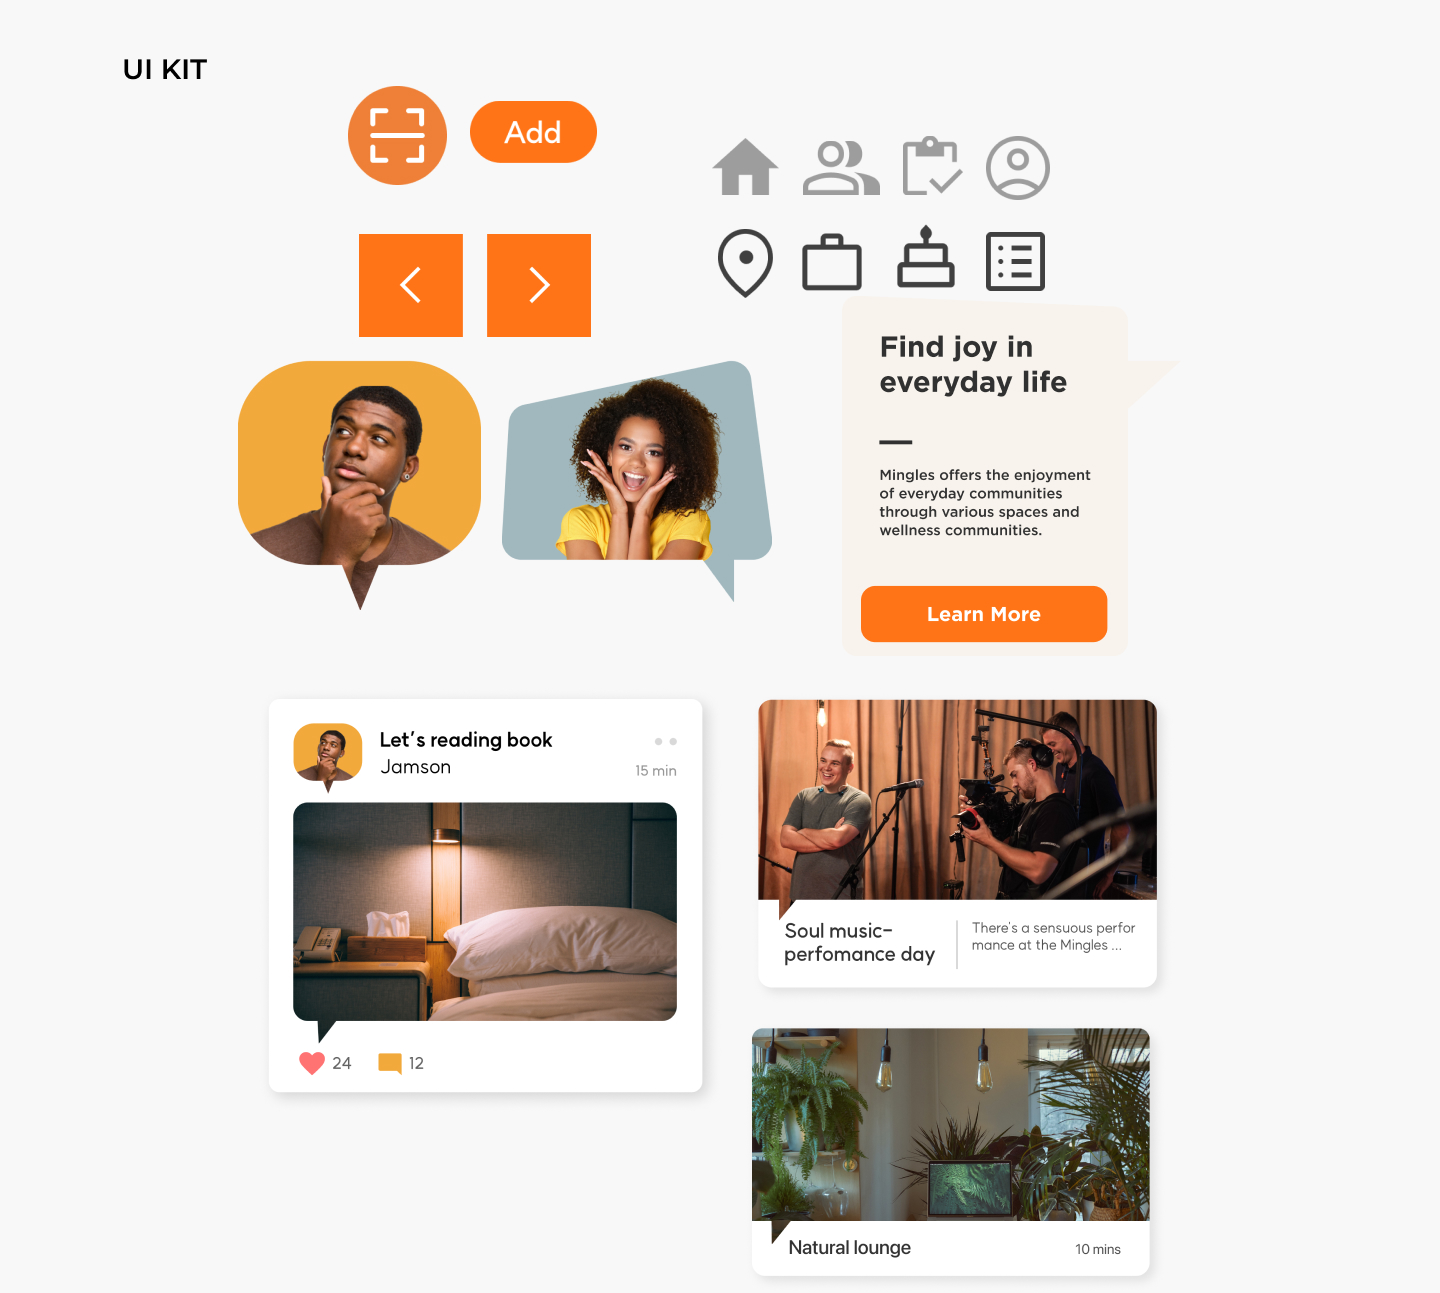 UI KIT
Add
Find joy in
everyday life
Mingles offers the enjoyment
of everyday communities
through various spaces and
wellness communities.
Learn More
Let's reading book
Jamson
15 min
24
12
Soul music-
perfomance day
There's a sensuous perfor
mance at the Mingles ...
Natural lounge
10 mins